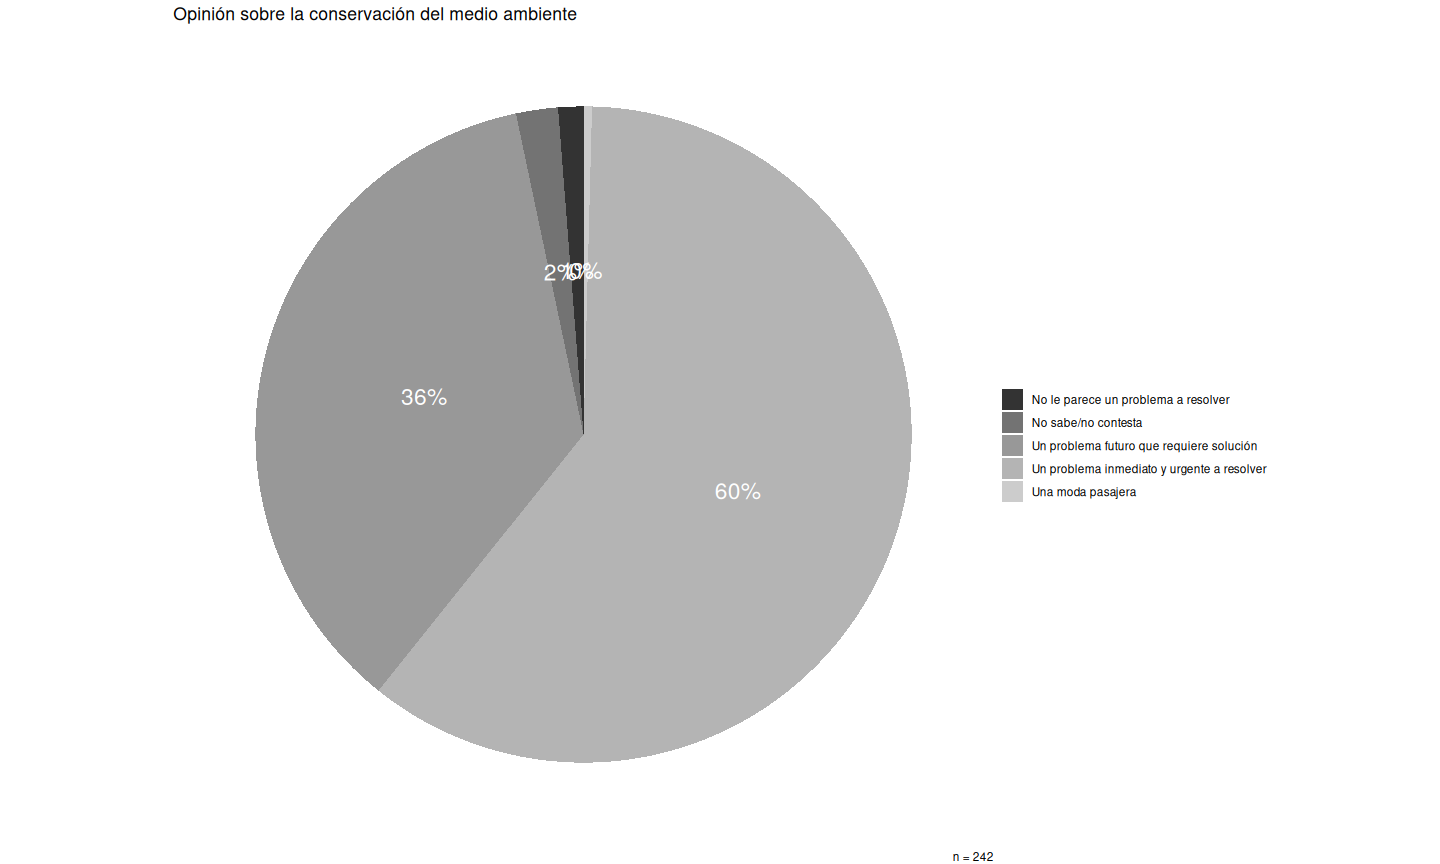 Opinión sobre la conservación del medio ambiente
2%
36%
60%
No le parece un problema a resolver
No sabe/no contesta
Un problema futuro que requiere solución
Un problema inmediato y urgente a resolver
Una moda pasajera
n = 242